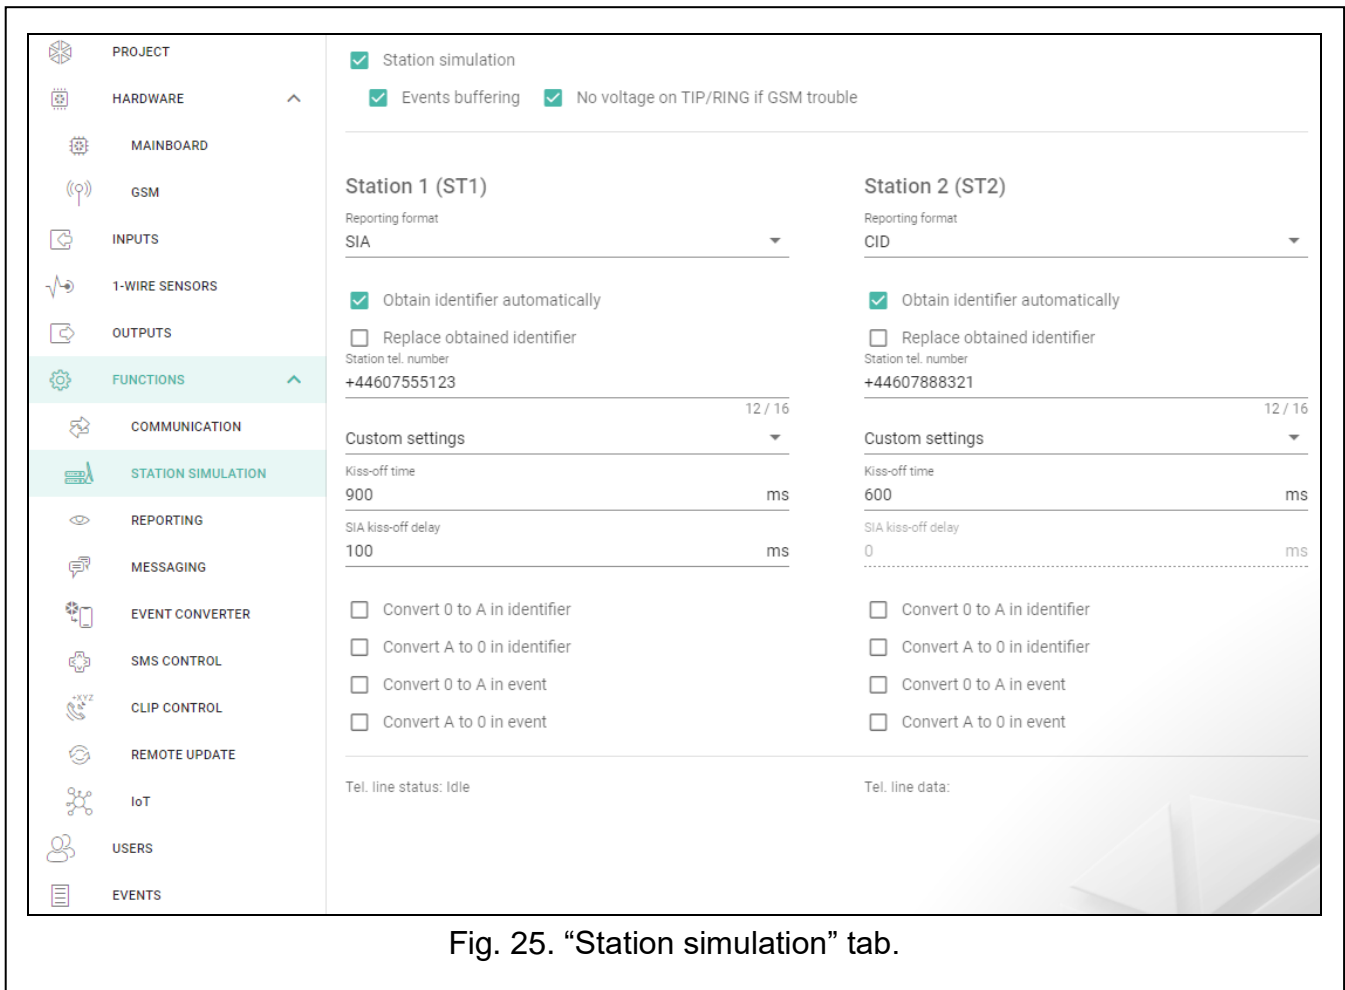 PROJECT
HARDWARE
MAINBOARD
GSM
INPUTS
1-WIRE SENSORS
OUTPUTS
FUNCTIONS
COMMUNICATION
STATION SIMULATION
REPORTING
MESSAGING
EVENT CONVERTER
SMS CONTROL
+XYZ
CLIP CONTROL
REMOTE UPDATE
IoT
USERS
EVENTS
Station simulation
Events buffering
No voltage on TIP/RING if GSM trouble
Station 1 (ST1)
Reporting format
SIA
Obtain identifier automatically
Replace obtained identifier
Station tel. number
+44607555123
12 / 16
Custom settings
Kiss-off time
900 ms
SIA kiss-off delay
100 ms
Convert 0 to A in identifier
Convert A to 0 in identifier
Convert 0 to A in event
Convert A to 0 in event
Tel. line status: Idle
Station 2 (ST2)
Reporting format
CID
Obtain identifier automatically
Replace obtained identifier
Station tel. number
+44607888321
12 / 16
Custom settings
Kiss-off time
600 ms
SIA kiss-off delay
0 ms
Convert 0 to A in identifier
Convert A to 0 in identifier
Convert 0 to A in event
Convert A to 0 in event
Tel. line data:
Fig. 25. “Station simulation” tab.